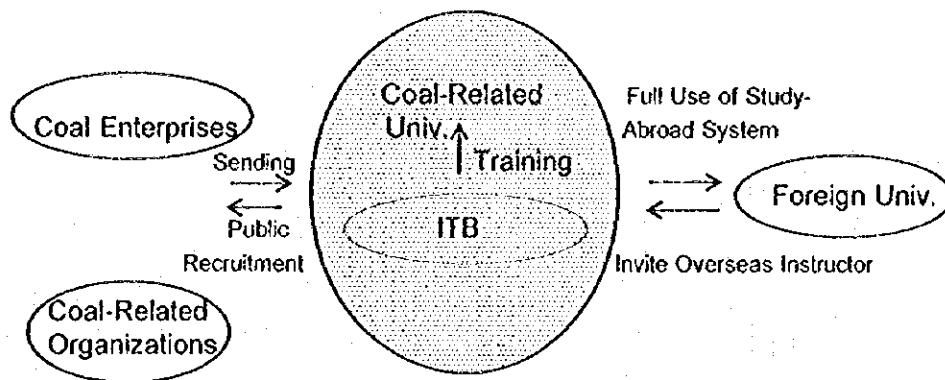 Coal Enterprises
Sending
Public
Recruitment
Coal-Related
Organizations
Coal-Related
Univ.
Training
ITB
Full Use of Study-
Abroad System
Foreign Univ.
Invite Overseas Instructor